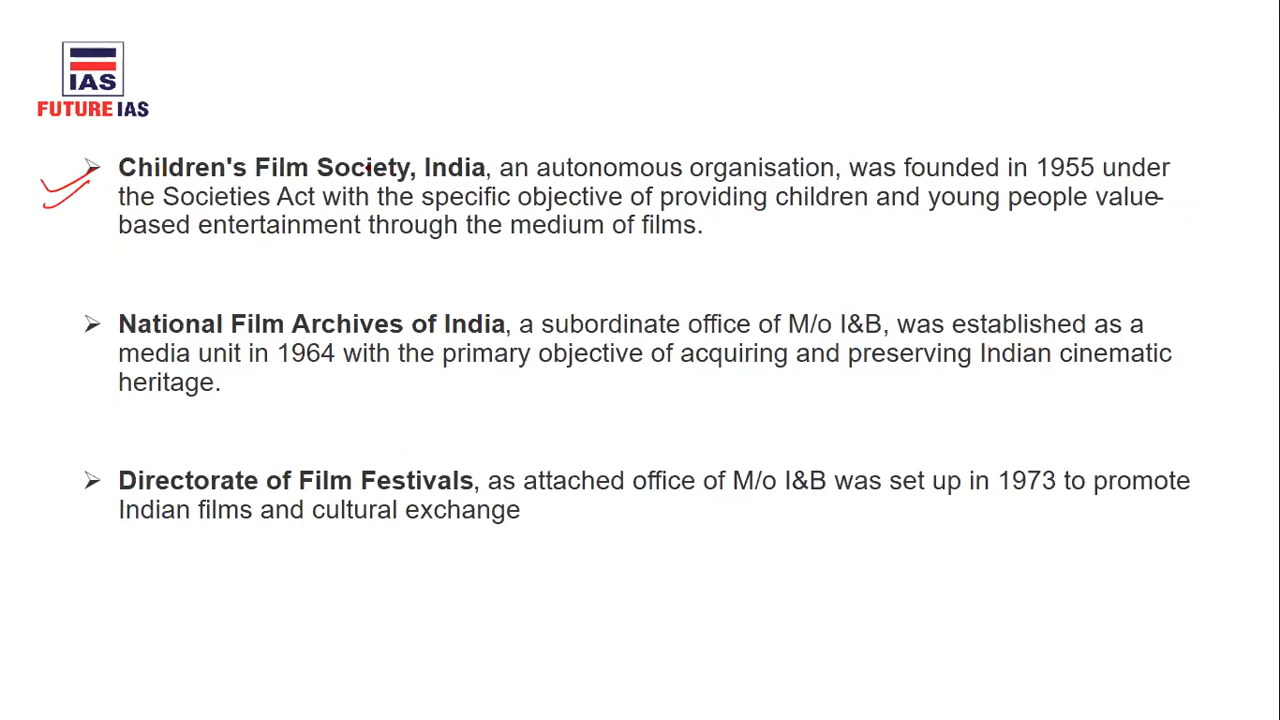 IAS
FUTURE IAS
➢ Children's Film Society, India, an autonomous organisation, was founded in 1955 under
the Societies Act with the specific objective of providing children and young people value-
based entertainment through the medium of films.
➢ National Film Archives of India, a subordinate office of M/o I&B, was established as a
media unit in 1964 with the primary objective of acquiring and preserving Indian cinematic
heritage.
➢ Directorate of Film Festivals, as attached office of M/o I&B was set up in 1973 to promote
Indian films and cultural exchange